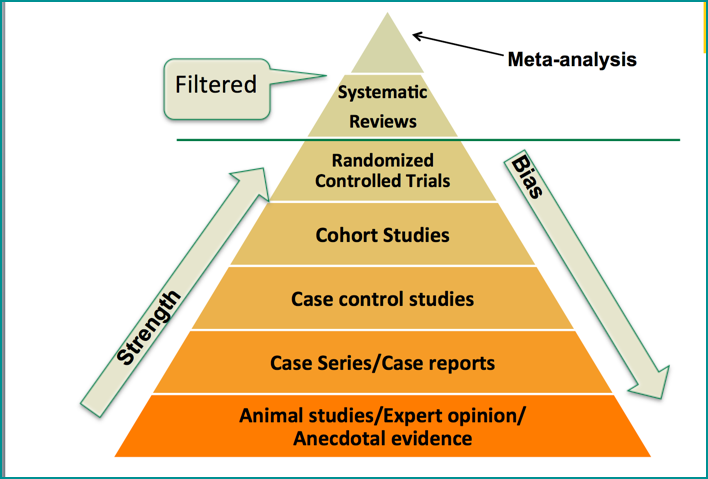 Meta-analysis
Filtered
Systematic
Reviews
Randomized
Controlled Trials
Bias
Cohort Studies
Case control studies
Strength
Case Series/Case reports
Animal studies/Expert opinion/
Anecdotal evidence